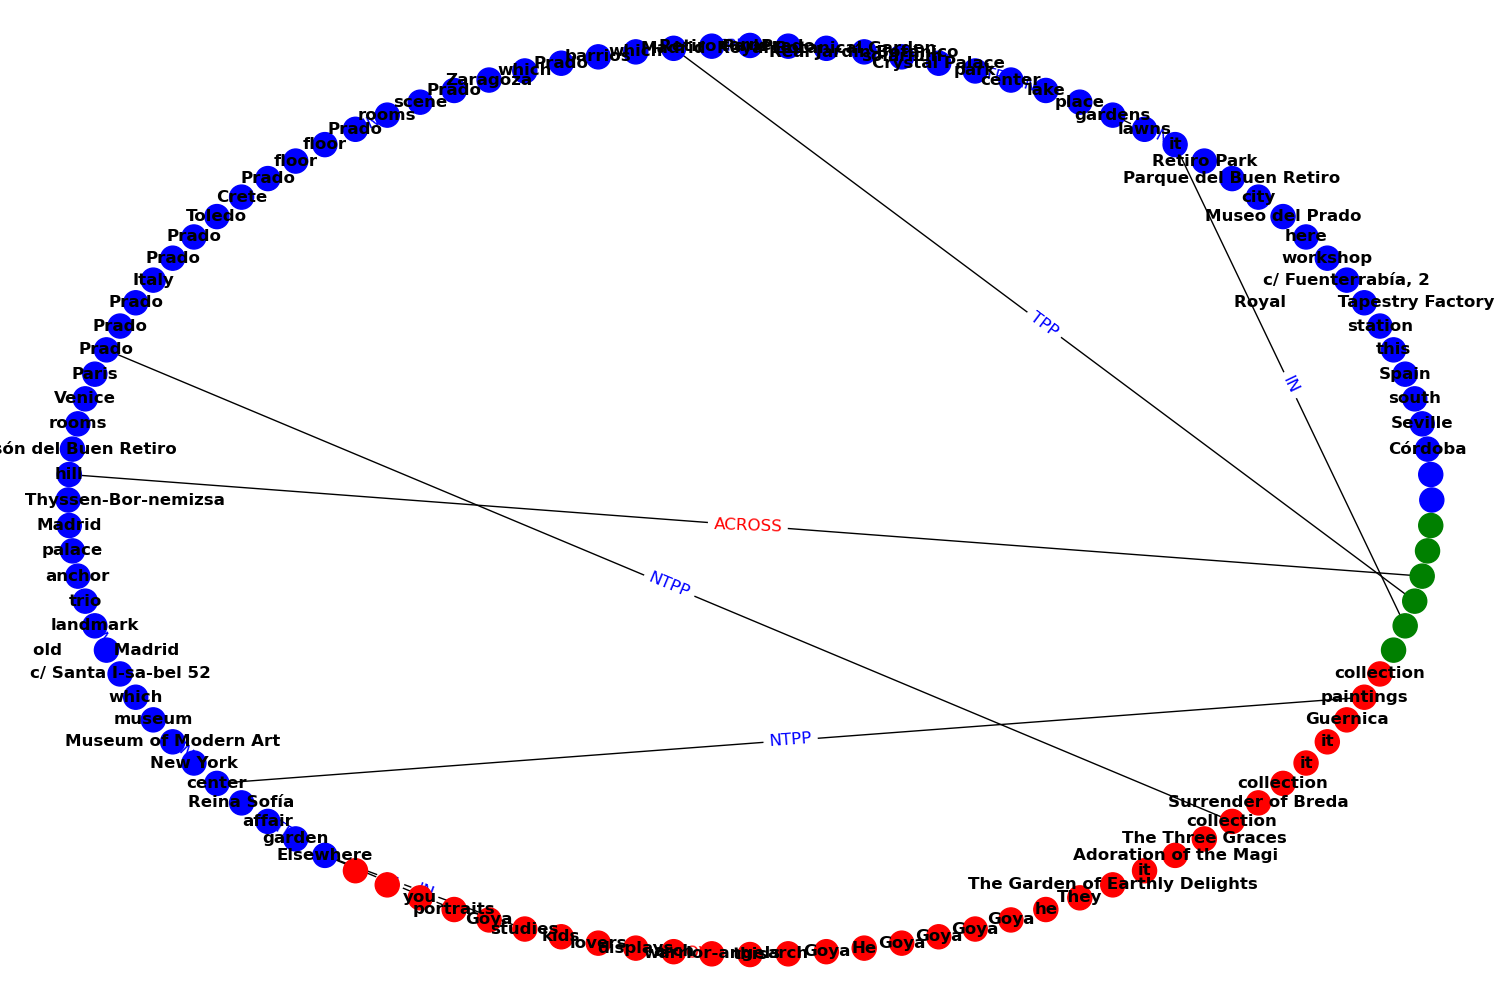 which
barrios
Prado
which
Zaragoza
Prado
scene
rooms
Prado
floor
floor
Prado
Crete
Toledo
Prado
Prado
Italy
Prado
Prado
Prado
Paris
Venice
rooms
són del Buen Retiro
hill
Thyssen-Bor-nemizsa
Madrid
palace
anchor
trio
landmark
old Madrid
c/ Santa I-sa-bel 52
which
museum
Museum of Modern Art
New York
center
Reina Sofía
affair
garden
Elsewhere
you
portraits
Goya
studies
kids
lovers
displays
Goya
He
Goya
Goya
Goya
Goya
he
They
The Garden of Earthly Delights
it
Adoration of the Magi
The Three Graces
collection
Surrender of Breda
collection
it
it
Guernica
paintings
collection
Córdoba
Seville
south
Spain
this
station
Royal Tapestry Factory
c/ Fuenterrabía, 2
workshop
here
Museo del Prado
city
Parque del Buen Retiro
Retiro Park
it
lawns
gardens
place
lake
center
park
Crystal Palace
TPP
IN
ACROSS
NTPP
NTPP
IN